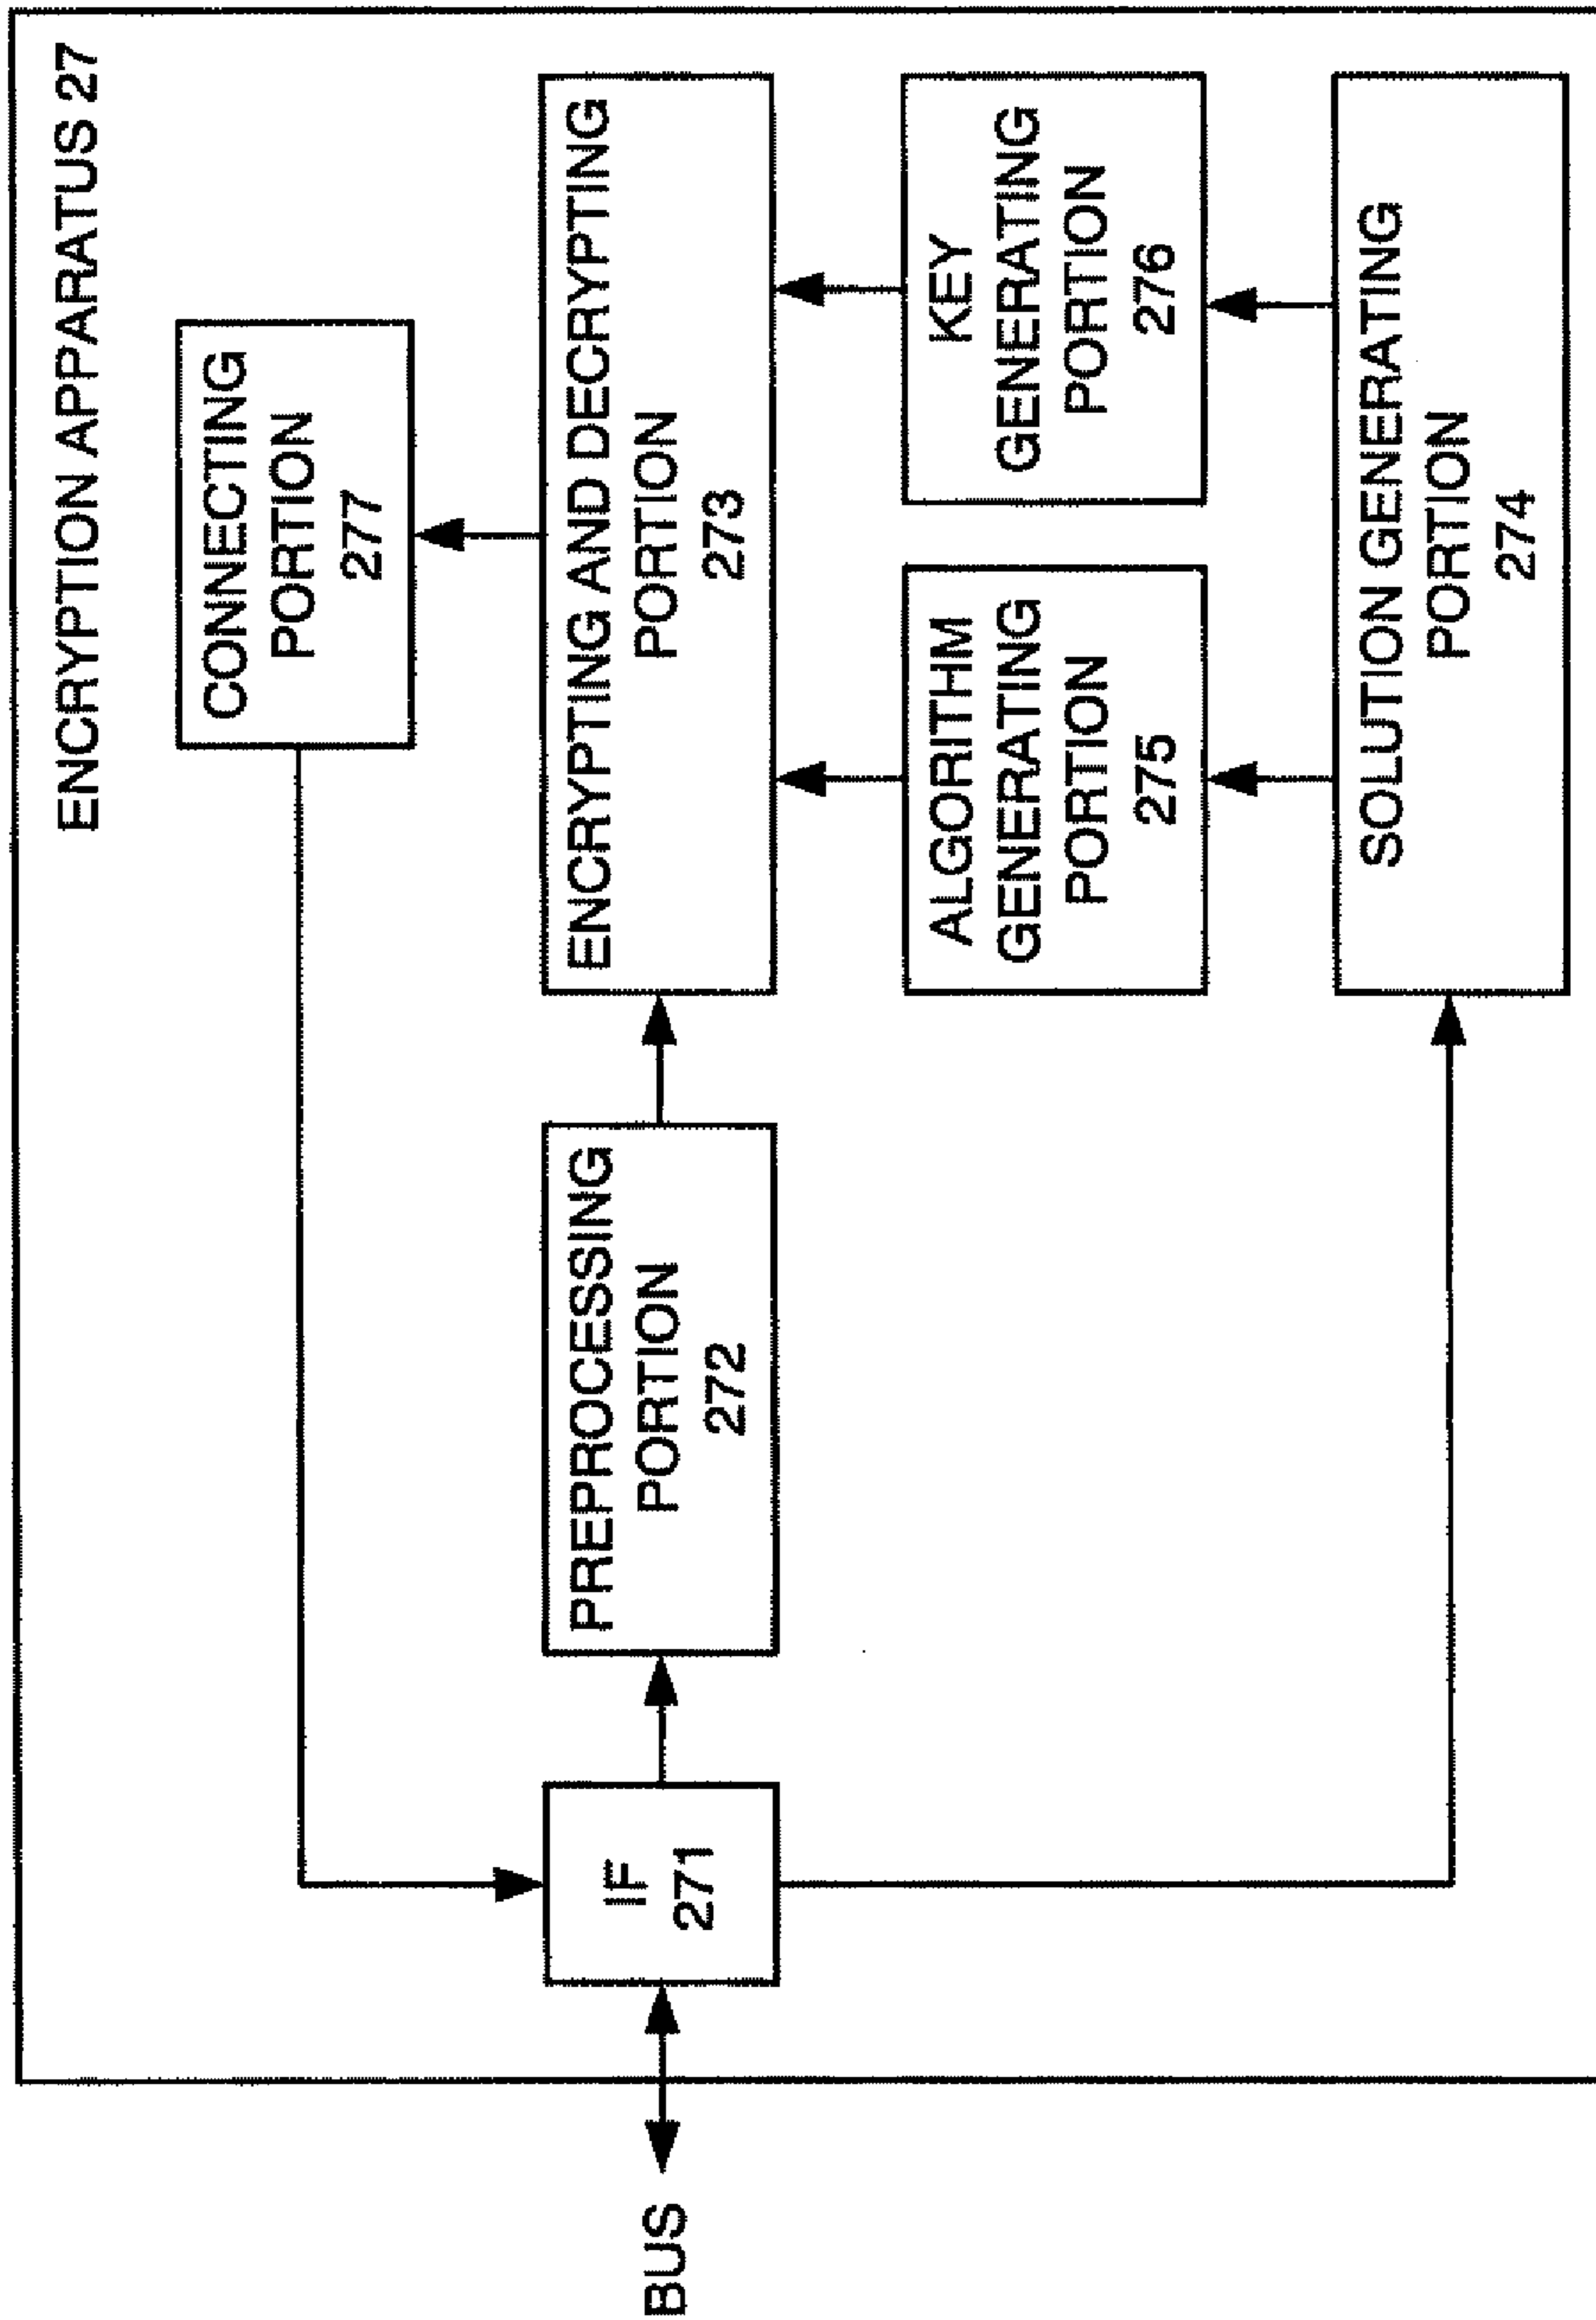 ENCRYPTION APPARATUS 27
CONNECTING
PORTION
277
BUS
IF
271
PREPROCESSING
PORTION
272
ENCRYPTING AND DECRYPTING
PORTION
273
ALGORITHM
GENERATING
PORTION
275
KEY
GENERATING
PORTION
276
SOLUTION GENERATING
PORTION
274